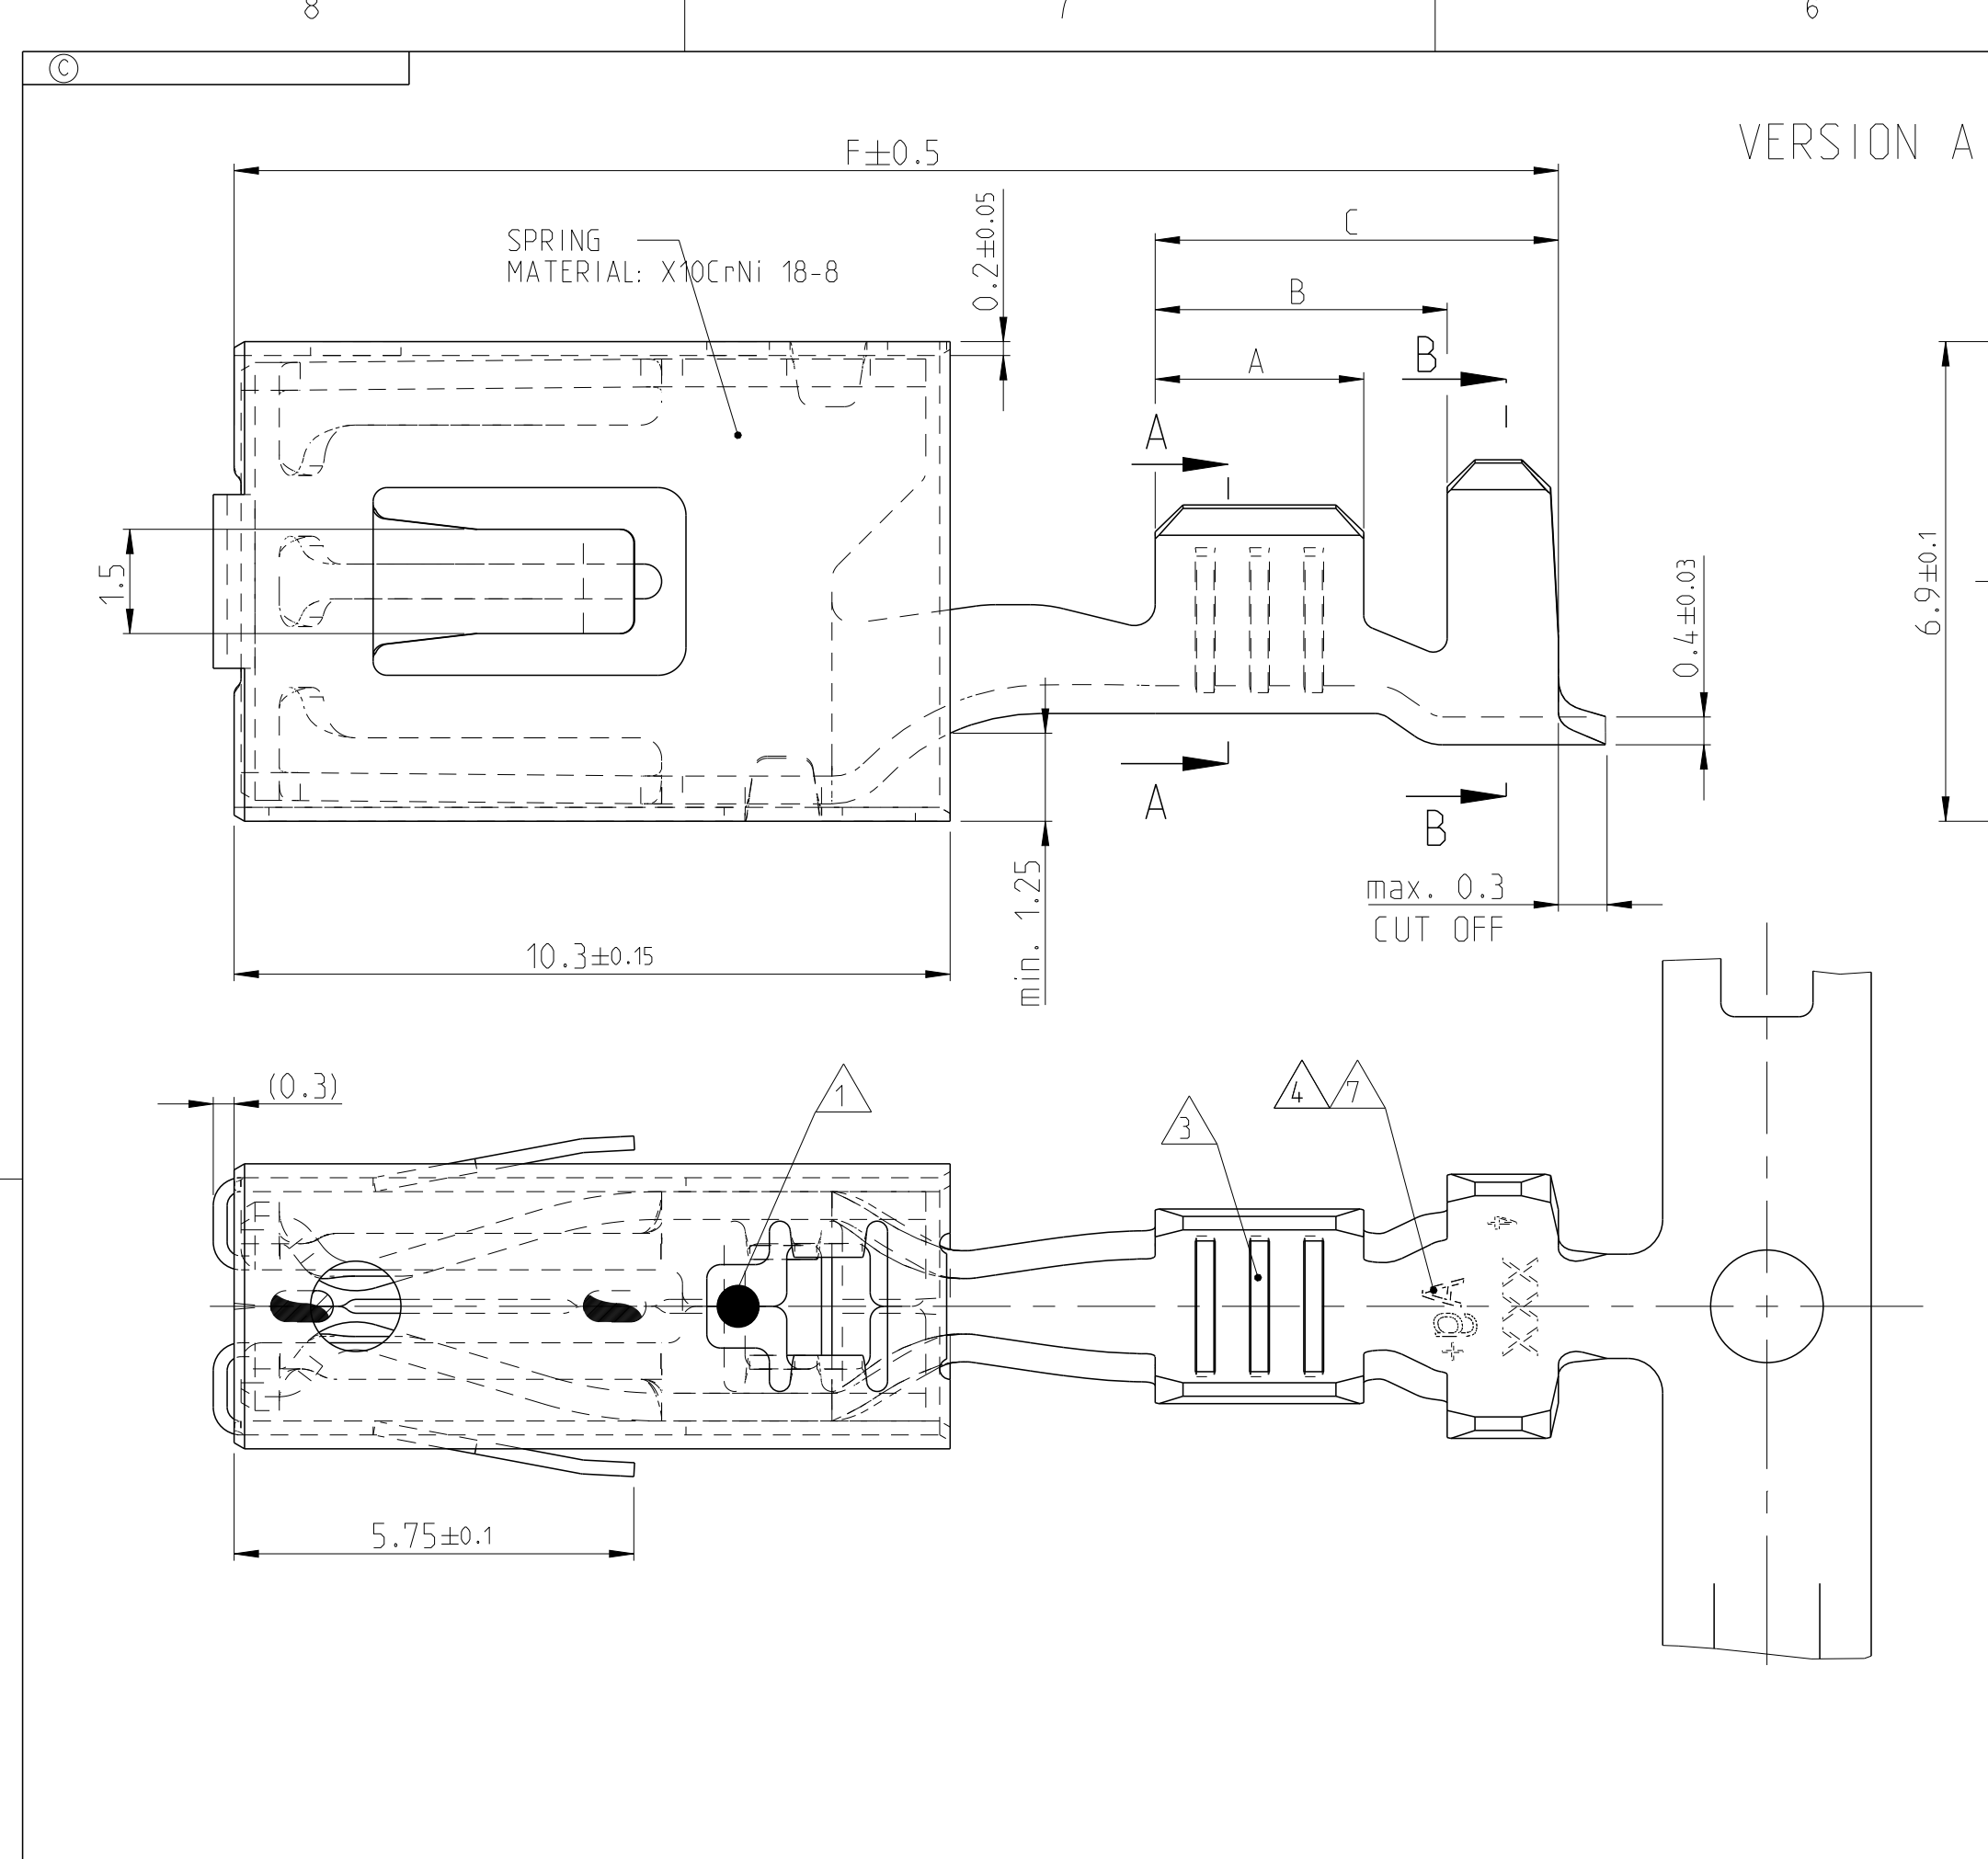 8 7 6
©
VERSION A
F±0.5
0.2±0.05
C
SPRING
MATERIAL: X10CrNi 18-8
B
A
B
A
1.5
6.9±0.1
0.4±0.03
A
B
min. 1.25
max. 0.3
CUT OFF
10.3±0.15
(0.3)
1
4 7
3
XXX
5.75±0.1